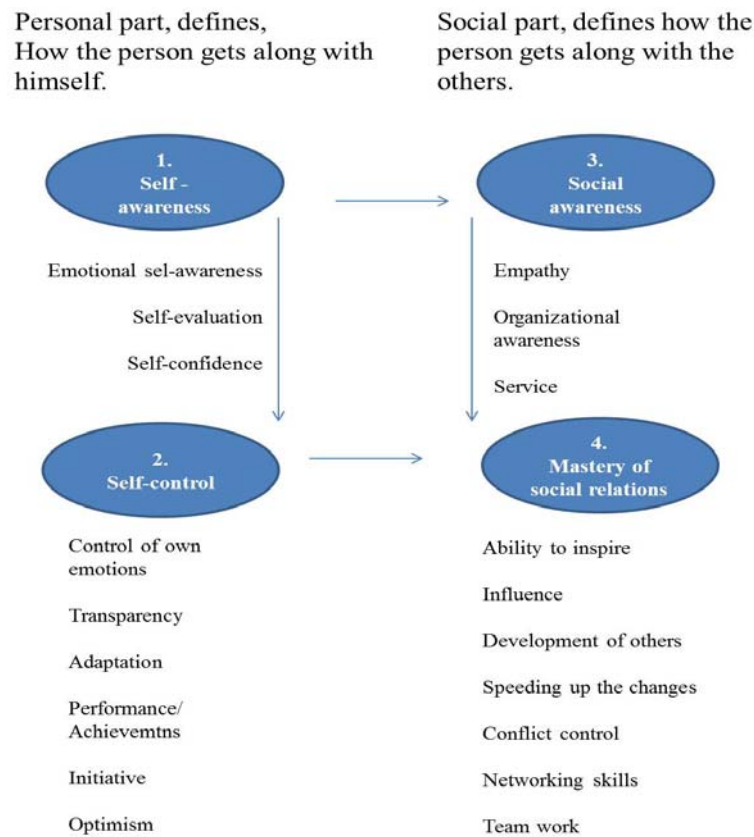 Personal part, defines,
How the person gets along with
himself.
Social part, defines how the
person gets along with the
others.
1.
Self -
awareness
3.
Social
awareness
Emotional sel-awareness
Self-evaluation
Self-confidence
Empathy
Organizational
awareness
Service
2.
Self-control
4.
Mastery of
social relations
Control of own
emotions
Transparency
Adaptation
Performance/
Achievemtns
Initiative
Optimism
Ability to inspire
Influence
Development of others
Speeding up the changes
Conflict control
Networking skills
Team work